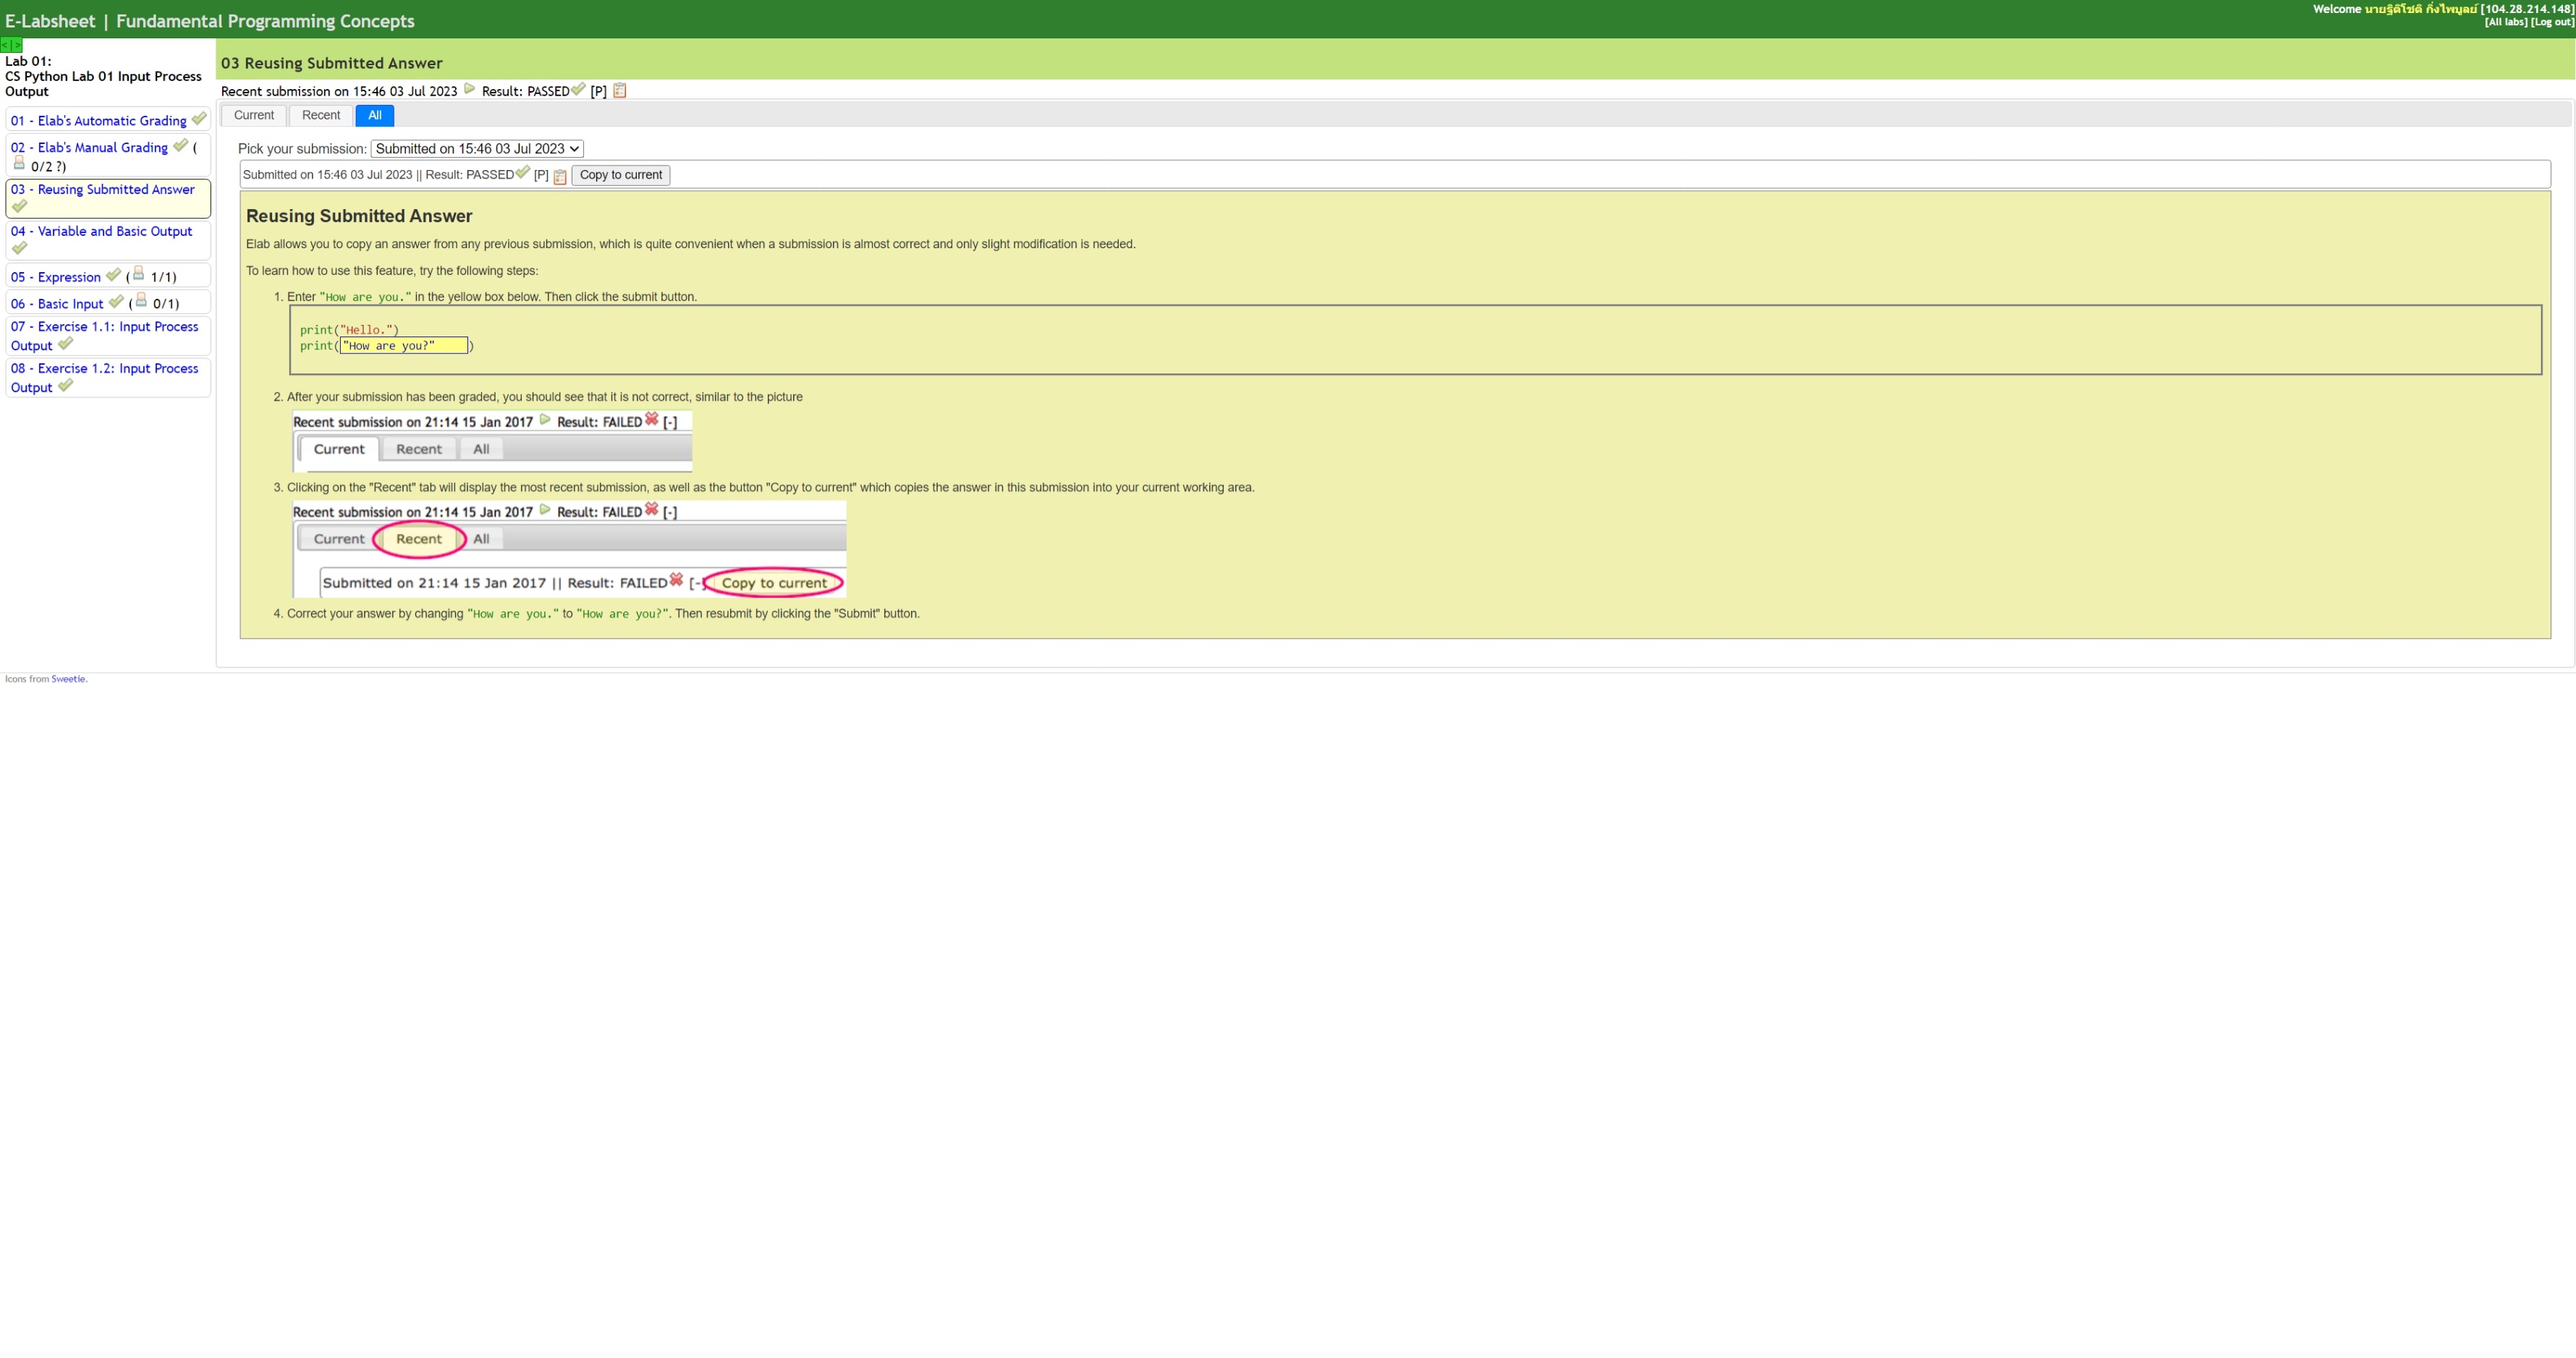 E-Labsheet | Fundamental Programming Concepts
Welcome นายฐิติโชติ กิ่งไพบูลย์ [104.28.214.148]
[All labs] [Log out]
< | >
Lab 01:
CS Python Lab 01 Input Process
Output
01 - Elab's Automatic Grading
02 - Elab's Manual Grading (
0/2 ?)
03 - Reusing Submitted Answer
04 - Variable and Basic Output
05 - Expression ( 1/1)
06 - Basic Input ( 0/1)
07 - Exercise 1.1: Input Process
Output
08 - Exercise 1.2: Input Process
Output
03 Reusing Submitted Answer
Recent submission on 15:46 03 Jul 2023 Result: PASSED [P]
Current Recent All
Pick your submission: Submitted on 15:46 03 Jul 2023
Submitted on 15:46 03 Jul 2023 || Result: PASSED [P] Copy to current
Reusing Submitted Answer
Elab allows you to copy an answer from any previous submission, which is quite convenient when a submission is almost correct and only slight modification is needed.
To learn how to use this feature, try the following steps:
1. Enter "How are you." in the yellow box below. Then click the submit button.
print("Hello.")
print("How are you?" )
2. After your submission has been graded, you should see that it is not correct, similar to the picture
Recent submission on 21:14 15 Jan 2017 Result: FAILED [-]
Current Recent All
3. Clicking on the "Recent" tab will display the most recent submission, as well as the button "Copy to current" which copies the answer in this submission into your current working area.
Recent submission on 21:14 15 Jan 2017 Result: FAILED [-]
Current Recent All
Submitted on 21:14 15 Jan 2017 || Result: FAILED [-] Copy to current
4. Correct your answer by changing "How are you." to "How are you?". Then resubmit by clicking the "Submit" button.
Icons from Sweetie.